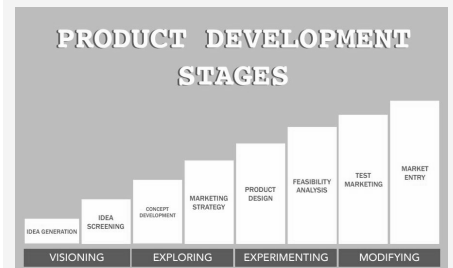 PRODUCT DEVELOPMENT
STAGES
IDEA GENERATION
IDEA
SCREENING
CONCEPT
DEVELOPMENT
MARKETING
STRATEGY
PRODUCT
DESIGN
FEASIBILITY
ANALYSIS
TEST
MARKETING
MARKET
ENTRY
VISIONING
EXPLORING
EXPERIMENTING
MODIFYING